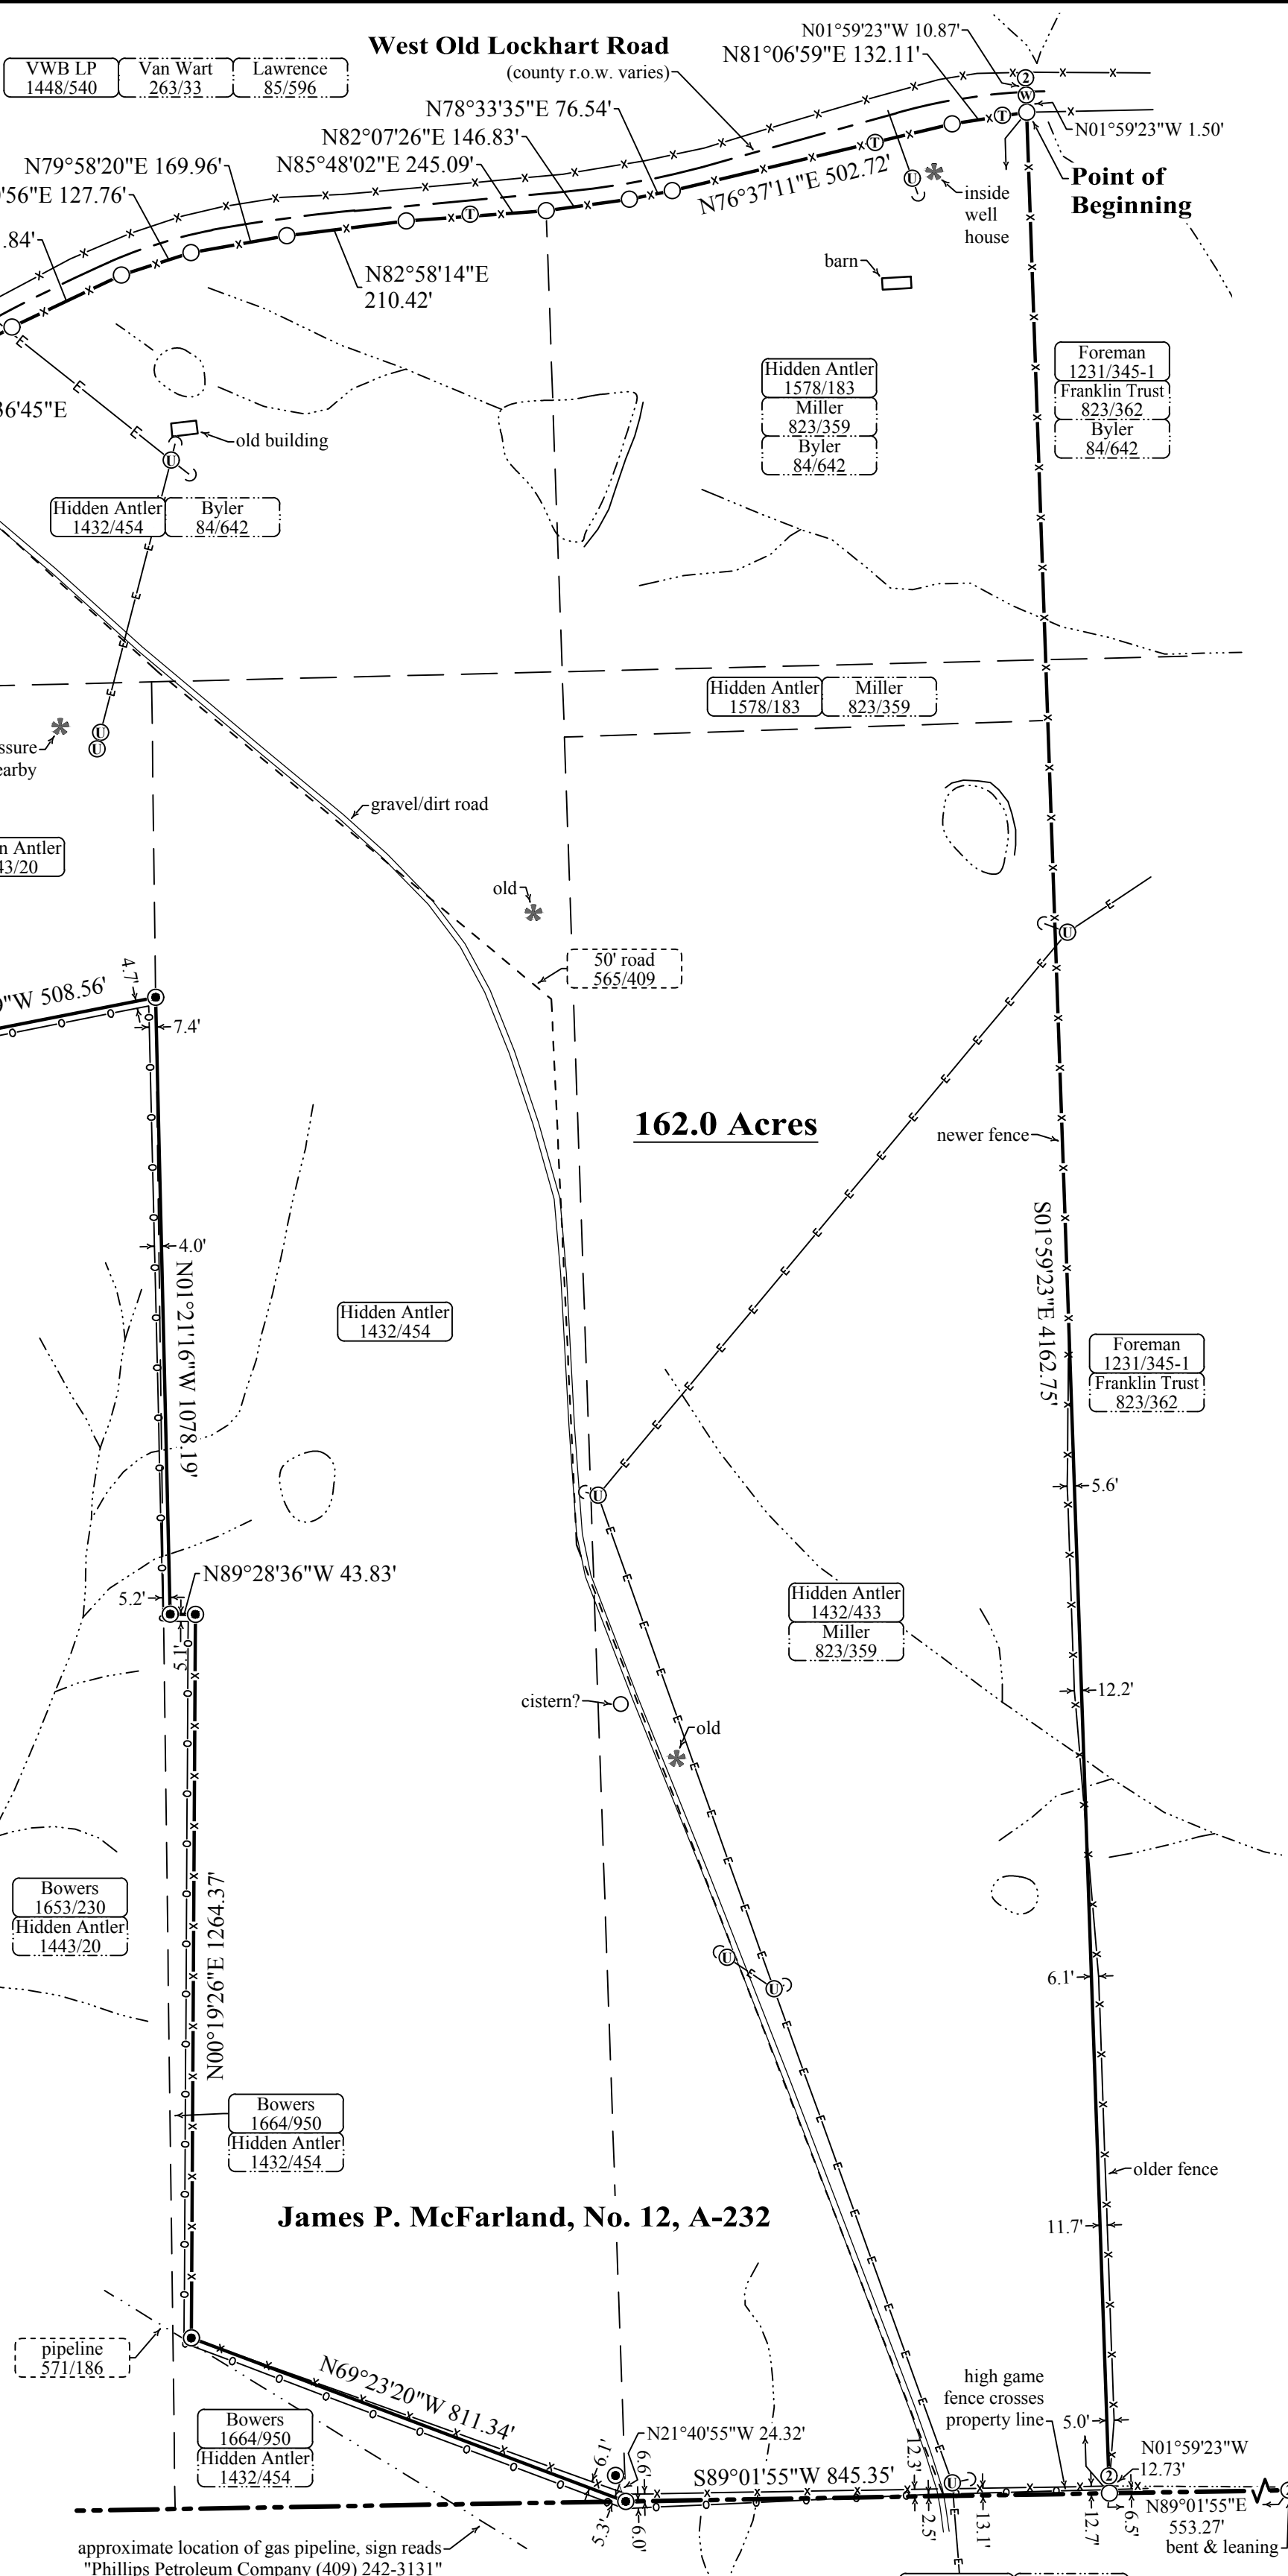 West Old Lockhart Road
(county r.o.w. varies)
N01°59'23"W 10.87'
N81°06'59"E 132.11'
VWB LP
1448/540
Van Wart
263/33
Lawrence
85/596
N78°33'35"E 76.54'
N82°07'26"E 146.83'
N85°48'02"E 245.09'
N79°58'20"E 169.96'
'56"E 127.76'
.84'
N01°59'23"W 1.50'
N76°37'11"E 502.72'
2
W
T
T
T
U
Point of
Beginning
inside
well
house
N82°58'14"E
210.42'
barn
Foreman
1231/345-1
Franklin Trust
823/362
Byler
84/642
Hidden Antler
1578/183
Miller
823/359
Byler
84/642
36'45"E
old building
U
Hidden Antler
1432/454
Byler
84/642
Hidden Antler
1578/183
Miller
823/359
U
U
ssure
earby
gravel/dirt road
n Antler
43/20
old
50' road
565/409
U
4.7'
"W 508.56'
7.4'
162.0 Acres
newer fence
S01°59'23"E 4162.75'
4.0'
N01°21'16"W 1078.19'
Hidden Antler
1432/454
Foreman
1231/345-1
Franklin Trust
823/362
5.6'
U
N89°28'36"W 43.83'
5.2'
5.1'
Hidden Antler
1432/433
Miller
823/359
12.2'
cistern?
old
Bowers
1653/230
Hidden Antler
1443/20
N00°19'26"E 1264.37'
U
U
6.1'
Bowers
1664/950
Hidden Antler
1432/454
older fence
James P. McFarland, No. 12, A-232
11.7'
pipeline
571/186
N69°23'20"W 811.34'
high game
fence crosses
property line
5.0'
Bowers
1664/950
Hidden Antler
1432/454
N21°40'55"W 24.32'
6.1'
6.6'
S89°01'55"W 845.35'
12.3'
U
2
N01°59'23"W
12.73'
5.3'
6.0'
2.5'
13.1'
12.7'
6.5'
N89°01'55"E
553.27'
bent & leaning
approximate location of gas pipeline, sign reads
"Phillips Petroleum Company (409) 242-3131"